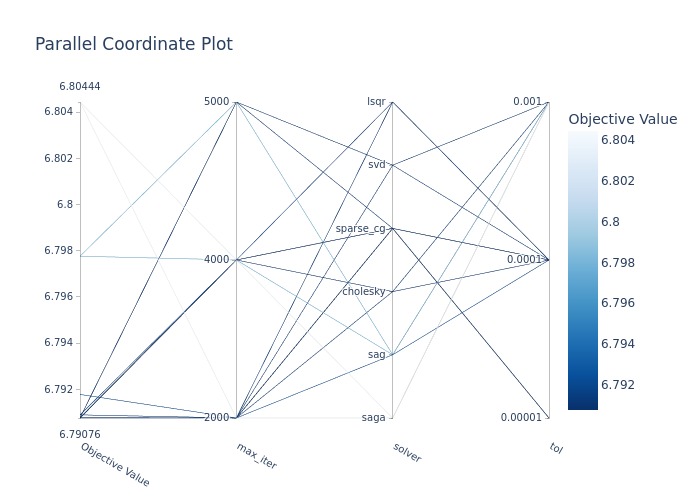 Parallel Coordinate Plot
6.80444
6.804
6.802
6.8
6.798
6.796
6.794
6.792
6.79076
Objective Value
5000
4000
2000
max_iter
lsqr
svd
sparse_cg
cholesky
sag
saga
solver
0.001
0.0001
0.00001
tol
Objective Value
6.804
6.802
6.8
6.798
6.796
6.794
6.792